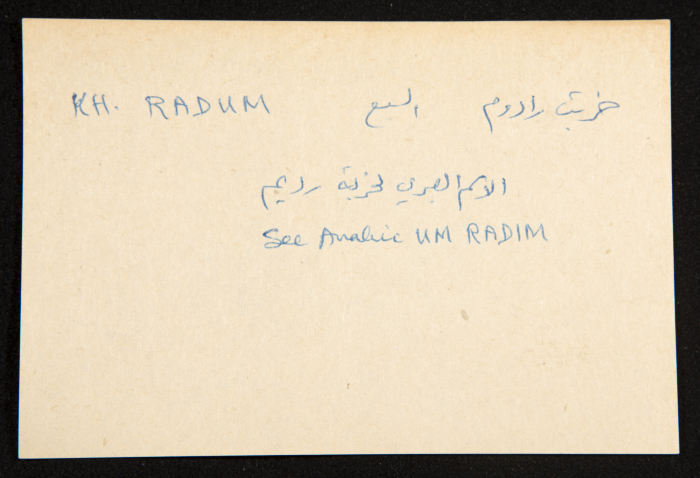 KH. RADUM السبع خربة رادوم
الاسم العبري لخربة رديم
See Arabic UM RADIM